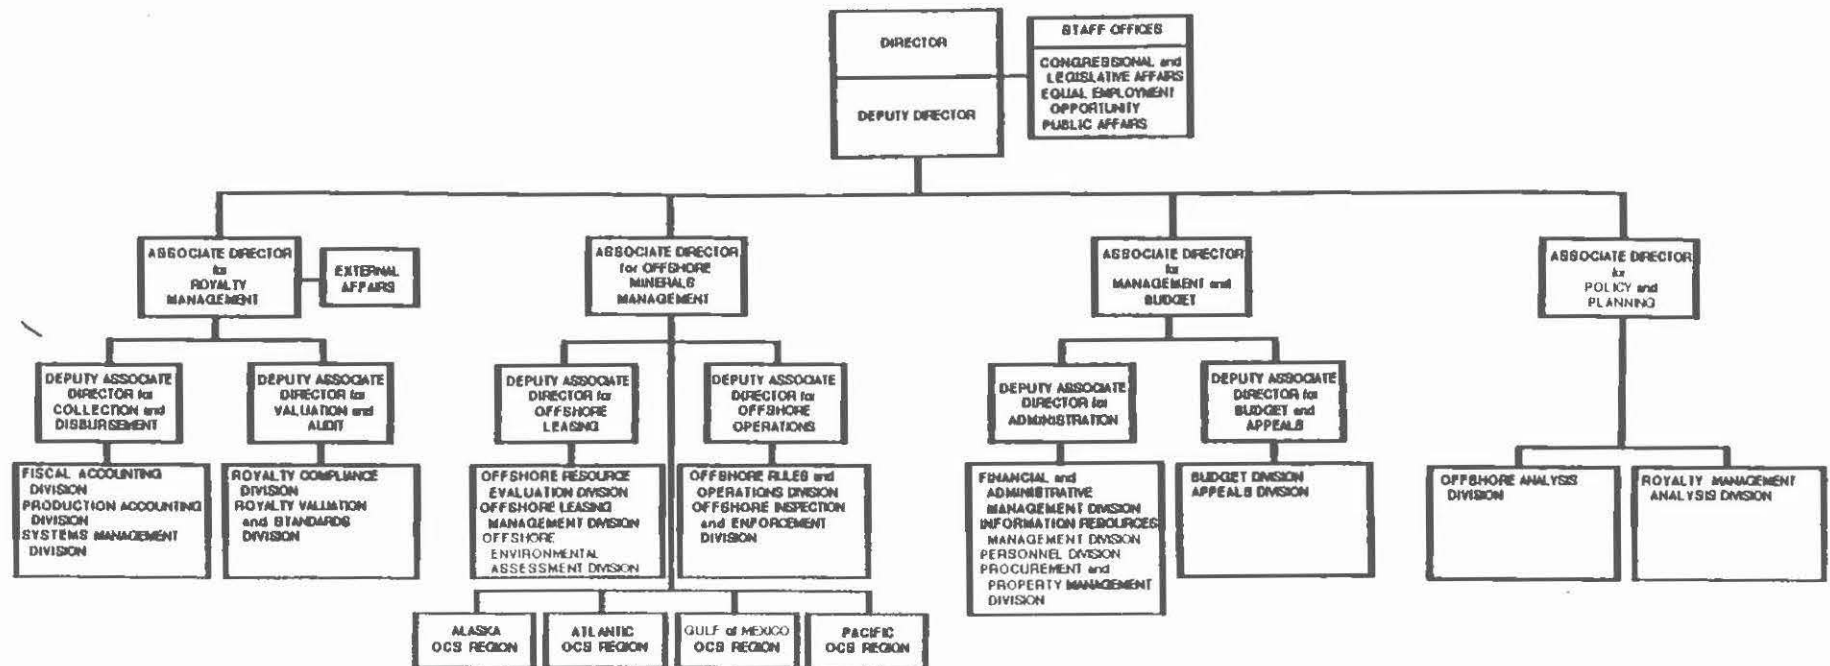 DIRECTOR
DEPUTY DIRECTOR
STAFF OFFICES
CONGRESSIONAL and
LEGISLATIVE AFFAIRS
EQUAL EMPLOYMENT
OPPORTUNITY
PUBLIC AFFAIRS
ASSOCIATE DIRECTOR
for
ROYALTY
MANAGEMENT
EXTERNAL
AFFAIRS
ASSOCIATE DIRECTOR
for OFFSHORE
MINERALS
MANAGEMENT
ASSOCIATE DIRECTOR
for
MANAGEMENT and
BUDGET
ASSOCIATE DIRECTOR
for
POLICY and
PLANNING
DEPUTY ASSOCIATE
DIRECTOR for
COLLECTION and
DISBURSEMENT
DEPUTY ASSOCIATE
DIRECTOR for
VALUATION and
AUDIT
DEPUTY ASSOCIATE
DIRECTOR for
OFFSHORE
LEASING
DEPUTY ASSOCIATE
DIRECTOR for
OFFSHORE
OPERATIONS
DEPUTY ASSOCIATE
DIRECTOR for
ADMINISTRATION
DEPUTY ASSOCIATE
DIRECTOR for
BUDGET and
APPEALS
FISCAL ACCOUNTING
DIVISION
PRODUCTION ACCOUNTING
DIVISION
SYSTEMS MANAGEMENT
DIVISION
ROYALTY COMPLIANCE
DIVISION
ROYALTY VALUATION
and STANDARDS
DIVISION
OFFSHORE RESOURCE
EVALUATION DIVISION
OFFSHORE LEASING
MANAGEMENT DIVISION
OFFSHORE
ENVIRONMENTAL
ASSESSMENT DIVISION
OFFSHORE RULES and
OPERATIONS DIVISION
OFFSHORE INSPECTION
and ENFORCEMENT
DIVISION
FINANCIAL and
ADMINISTRATIVE
MANAGEMENT DIVISION
INFORMATION RESOURCES
MANAGEMENT DIVISION
PERSONNEL DIVISION
PROCUREMENT and
PROPERTY MANAGEMENT
DIVISION
BUDGET DIVISION
APPEALS DIVISION
OFFSHORE ANALYSIS
DIVISION
ROYALTY MANAGEMENT
ANALYSIS DIVISION
ALASKA
OCS REGION
ATLANTIC
OCS REGION
GULF of MEXICO
OCS REGION
PACIFIC
OCS REGION